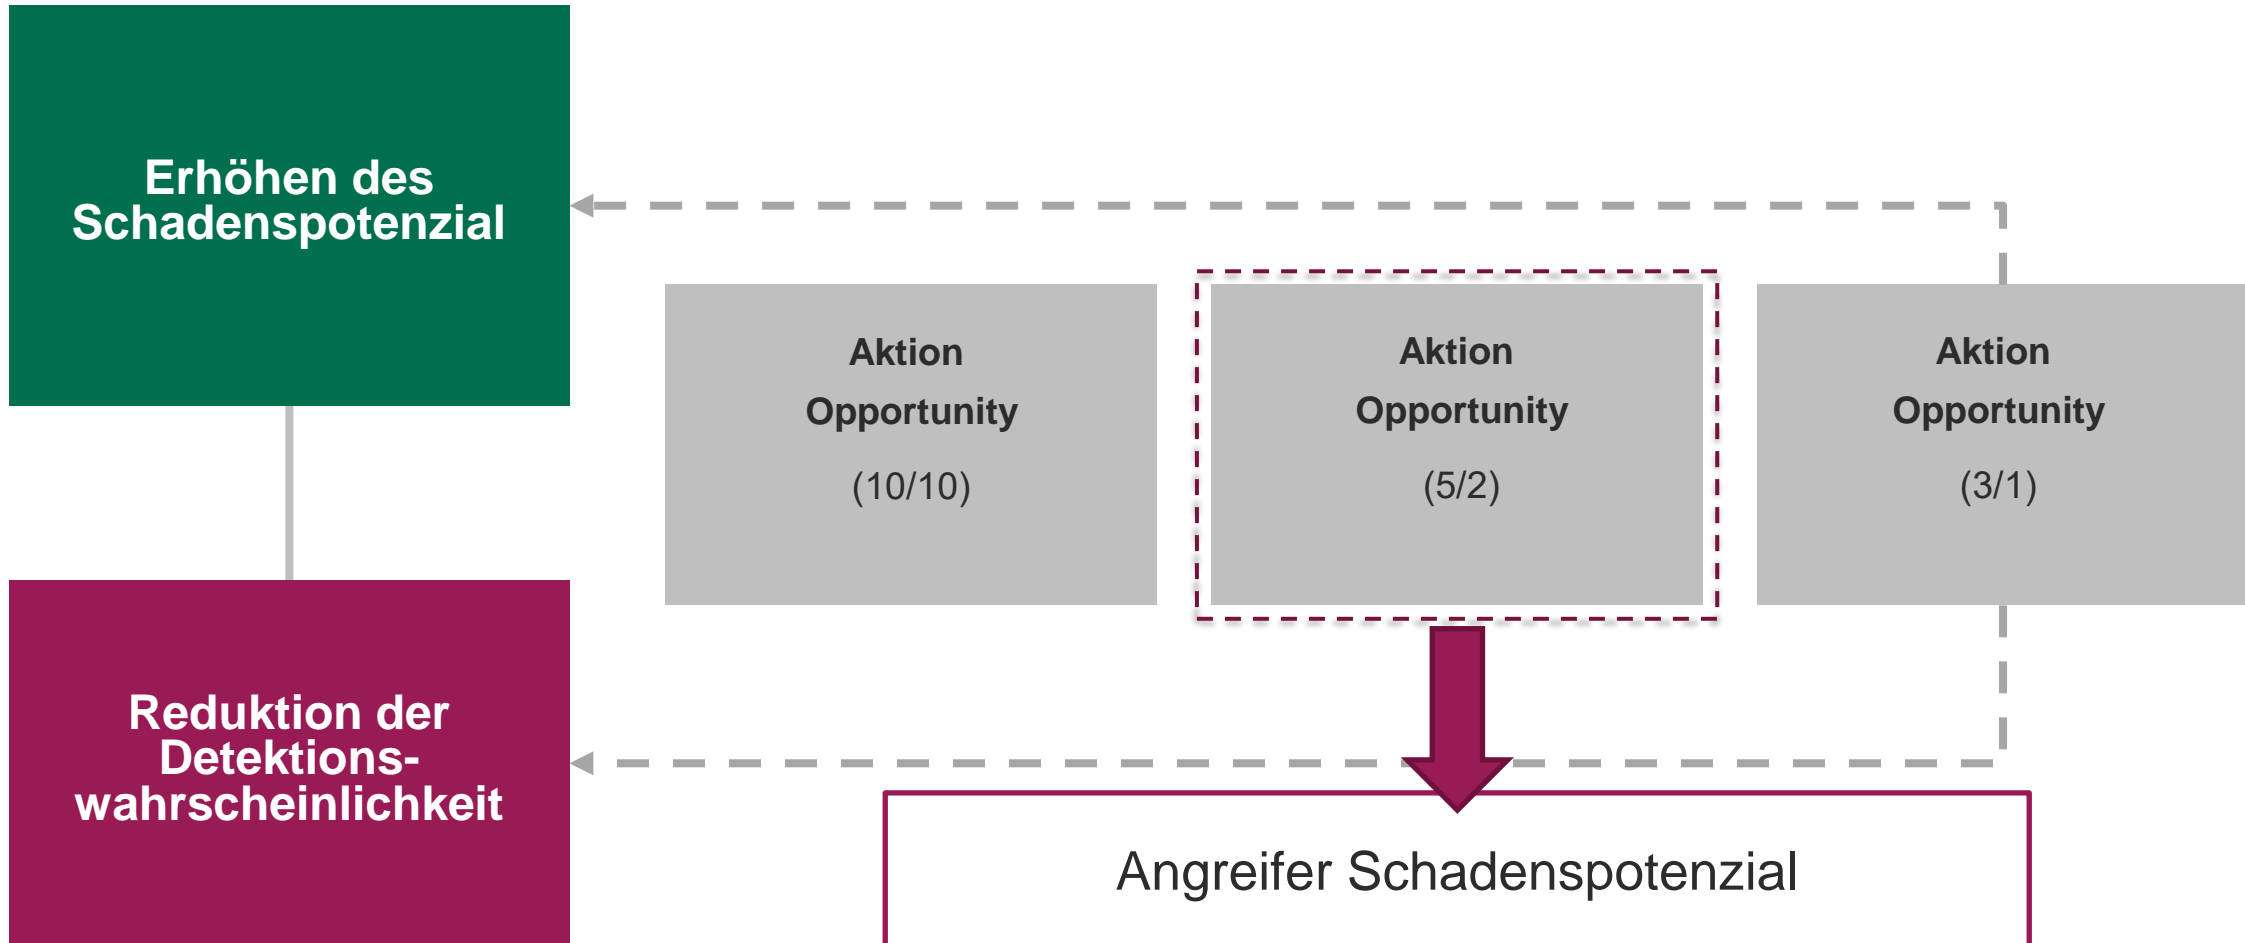 Erhöhen des
Schadenspotenzial
Aktion
Opportunity
(10/10)
Aktion
Opportunity
(5/2)
Aktion
Opportunity
(3/1)
Reduktion der
Detektions-
wahrscheinlichkeit
Angreifer Schadenspotenzial